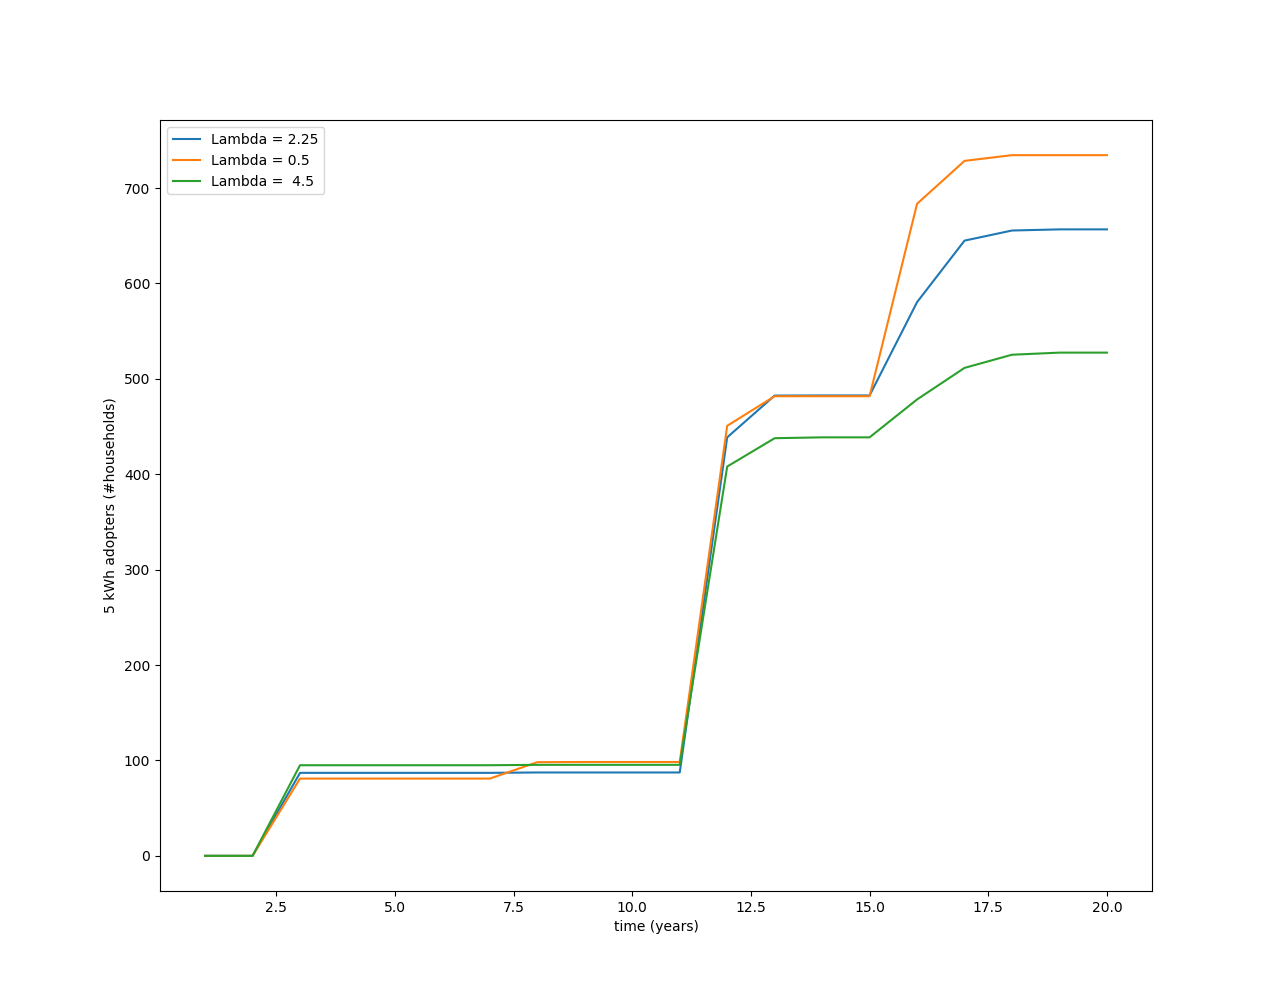 Lambda = 2.25
Lambda = 0.5
Lambda =  4.5
700
600
500
400
300
200
100
0
5 kWh adopters (#households)
2.5 5.0 7.5 10.0 12.5 15.0 17.5 20.0
time (years)